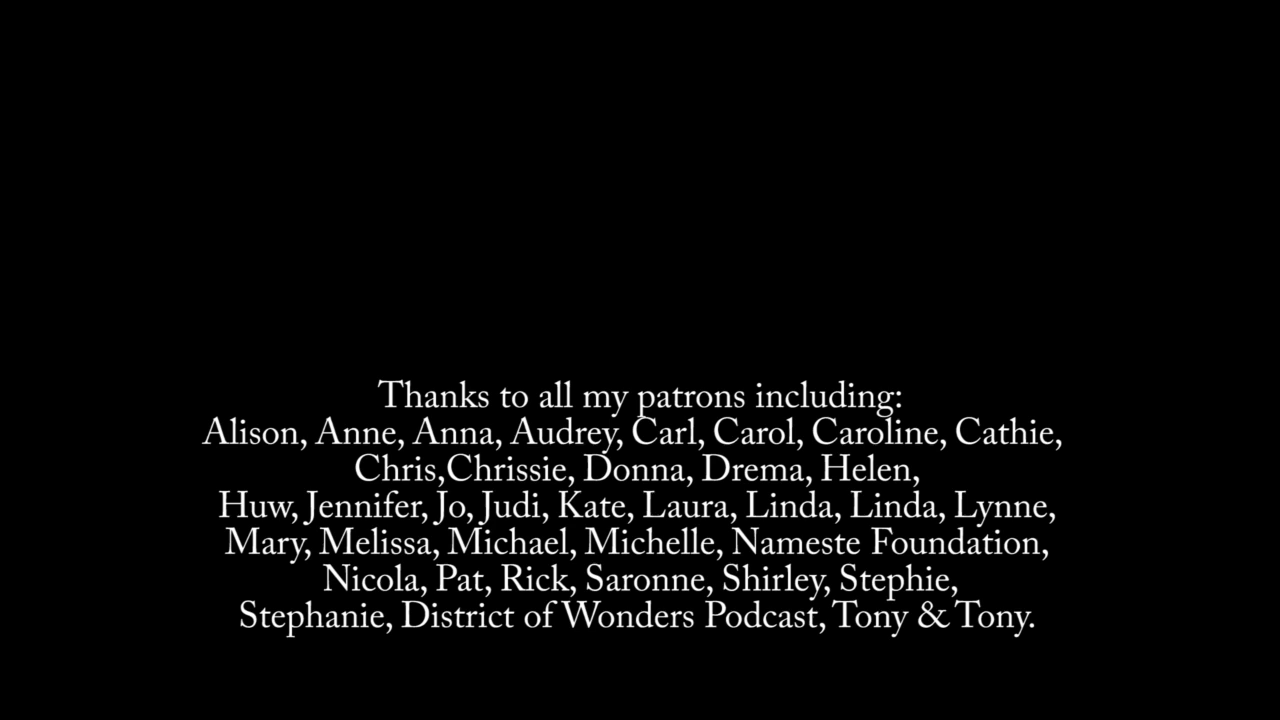 Thanks to all my patrons including:
Alison, Anne, Anna, Audrey, Carl, Carol, Caroline, Cathie,
Chris,Chrissie, Donna, Drema, Helen,
Huw, Jennifer, Jo, Judi, Kate, Laura, Linda, Linda, Lynne,
Mary, Melissa, Michael, Michelle, Nameste Foundation,
Nicola, Pat, Rick, Saronne, Shirley, Stephie,
Stephanie, District of Wonders Podcast, Tony & Tony.